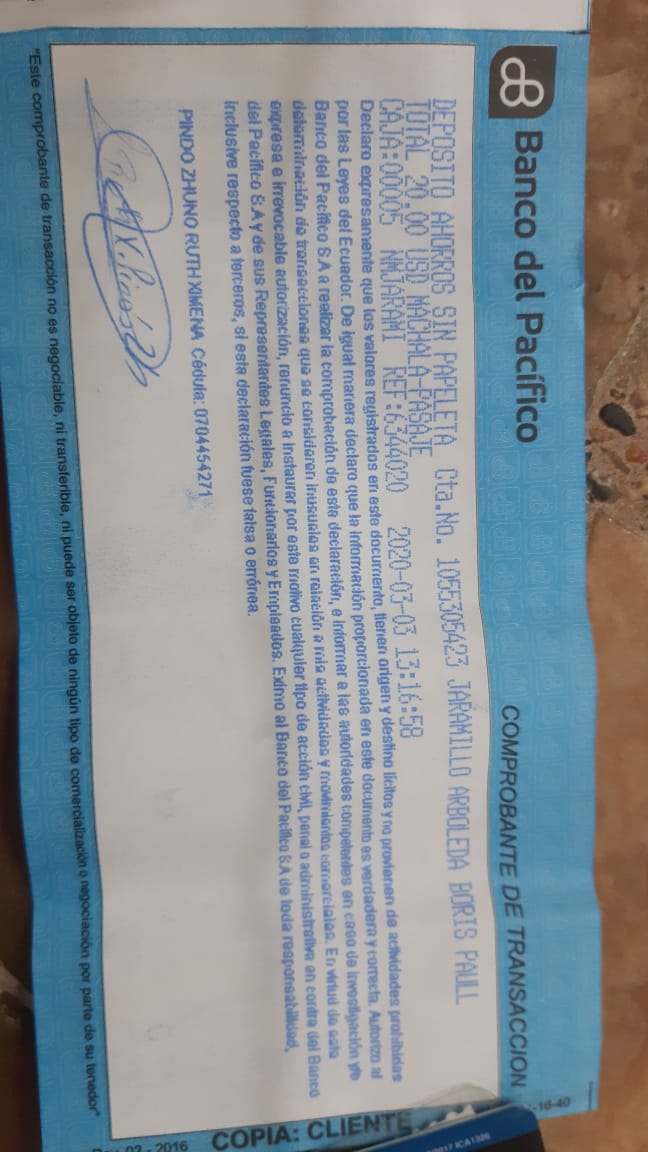 Banco del Pacífico
COMPROBANTE DE TRANSACCION
DEPOSITO AHORROS SIN PAPELETA Cta.No. 1055305423 JARAMILLO ARBOLEDA BORIS PAULL
TOTAL 20.00 USD MACHALA-PASAJE
CAJA:00005 NMJARAMI REF:6344020 2020-03-03 13:16:58
Declaro expresamente que los valores registrados en este documento, tienen origen y destino lícitos y no provienen de actividades prohibidas
por las Leyes del Ecuador. De igual manera declaro que la información proporcionada en este documento es verdadera y correcta. Autorizo al
Banco del Pacífico S.A a realizar la comprobación de esta declaración, e informar a las autoridades competentes en caso de investigación y/o
determinación de transacciones que se consideren inusuales en relación a mis actividades y movimientos comerciales. En virtud de esta
expresa e irrevocable autorización, renuncio a instaurar por este motivo cualquier tipo de acción civil, penal o administrativa en contra del Banco
del Pacífico S.A y de sus Representantes Legales, Funcionarios y Empleados. Eximo al Banco del Pacífico S.A de toda responsabilidad,
inclusive respecto a terceros, si esta declaración fuese falsa o errónea.
PINDO ZHUNO RUTH XIMENA Cédula: 0704454271
"Este comprobante de transacción no es negociable, ni transferible, ni puede ser objeto de ningún tipo de comercialización o negociación por parte de su tenedor"
COPIA: CLIENTE
-16-40
2017 ICA1326
02 - 2016